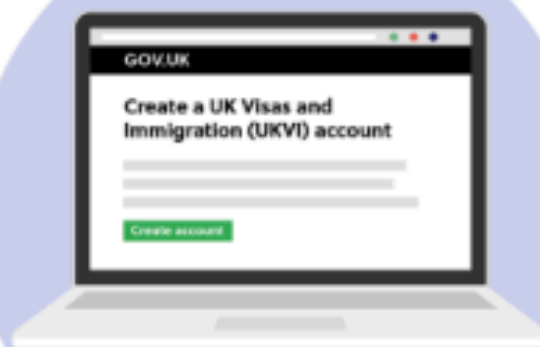 GOV.UK
Create a UK Visas and
Immigration (UKVI) account
Create account